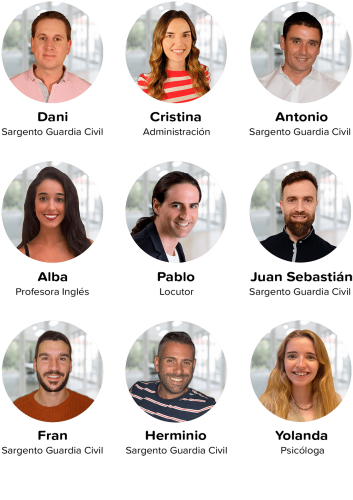 Dani
Cristina
Antonio
Sargento Guardia Civil
Administración
Sargento Guardia Civil
Alba
Pablo
Juan Sebastián
Profesora Inglés
Locutor
Sargento Guardia Civil
Fran
Herminio
Yolanda
Sargento Guardia Civil
Sargento Guardia Civil
Psicóloga